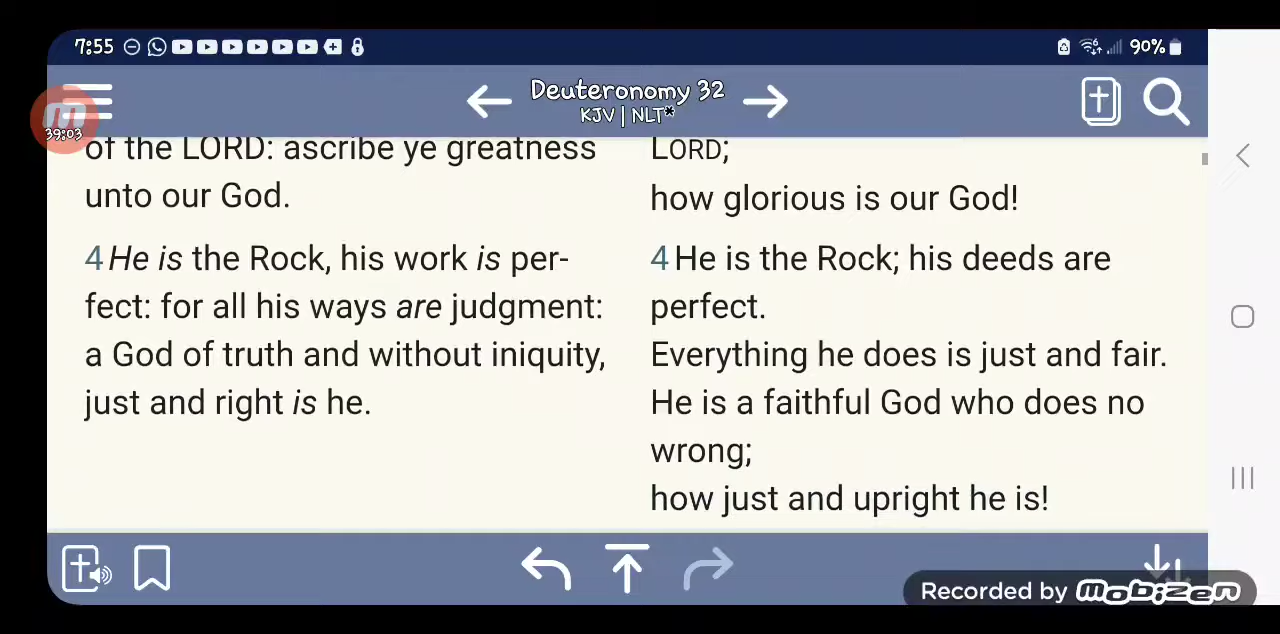 7:55
90%
Deuteronomy 32
KJV | NLT*
39:03
of the LORD: ascribe ye greatness
unto our God.
4 He is the Rock, his work is per-
fect: for all his ways are judgment:
a God of truth and without iniquity,
just and right is he.
LORD;
how glorious is our God!
4 He is the Rock; his deeds are
perfect.
Everything he does is just and fair.
He is a faithful God who does no
wrong;
how just and upright he is!
Recorded by MOBIZEN